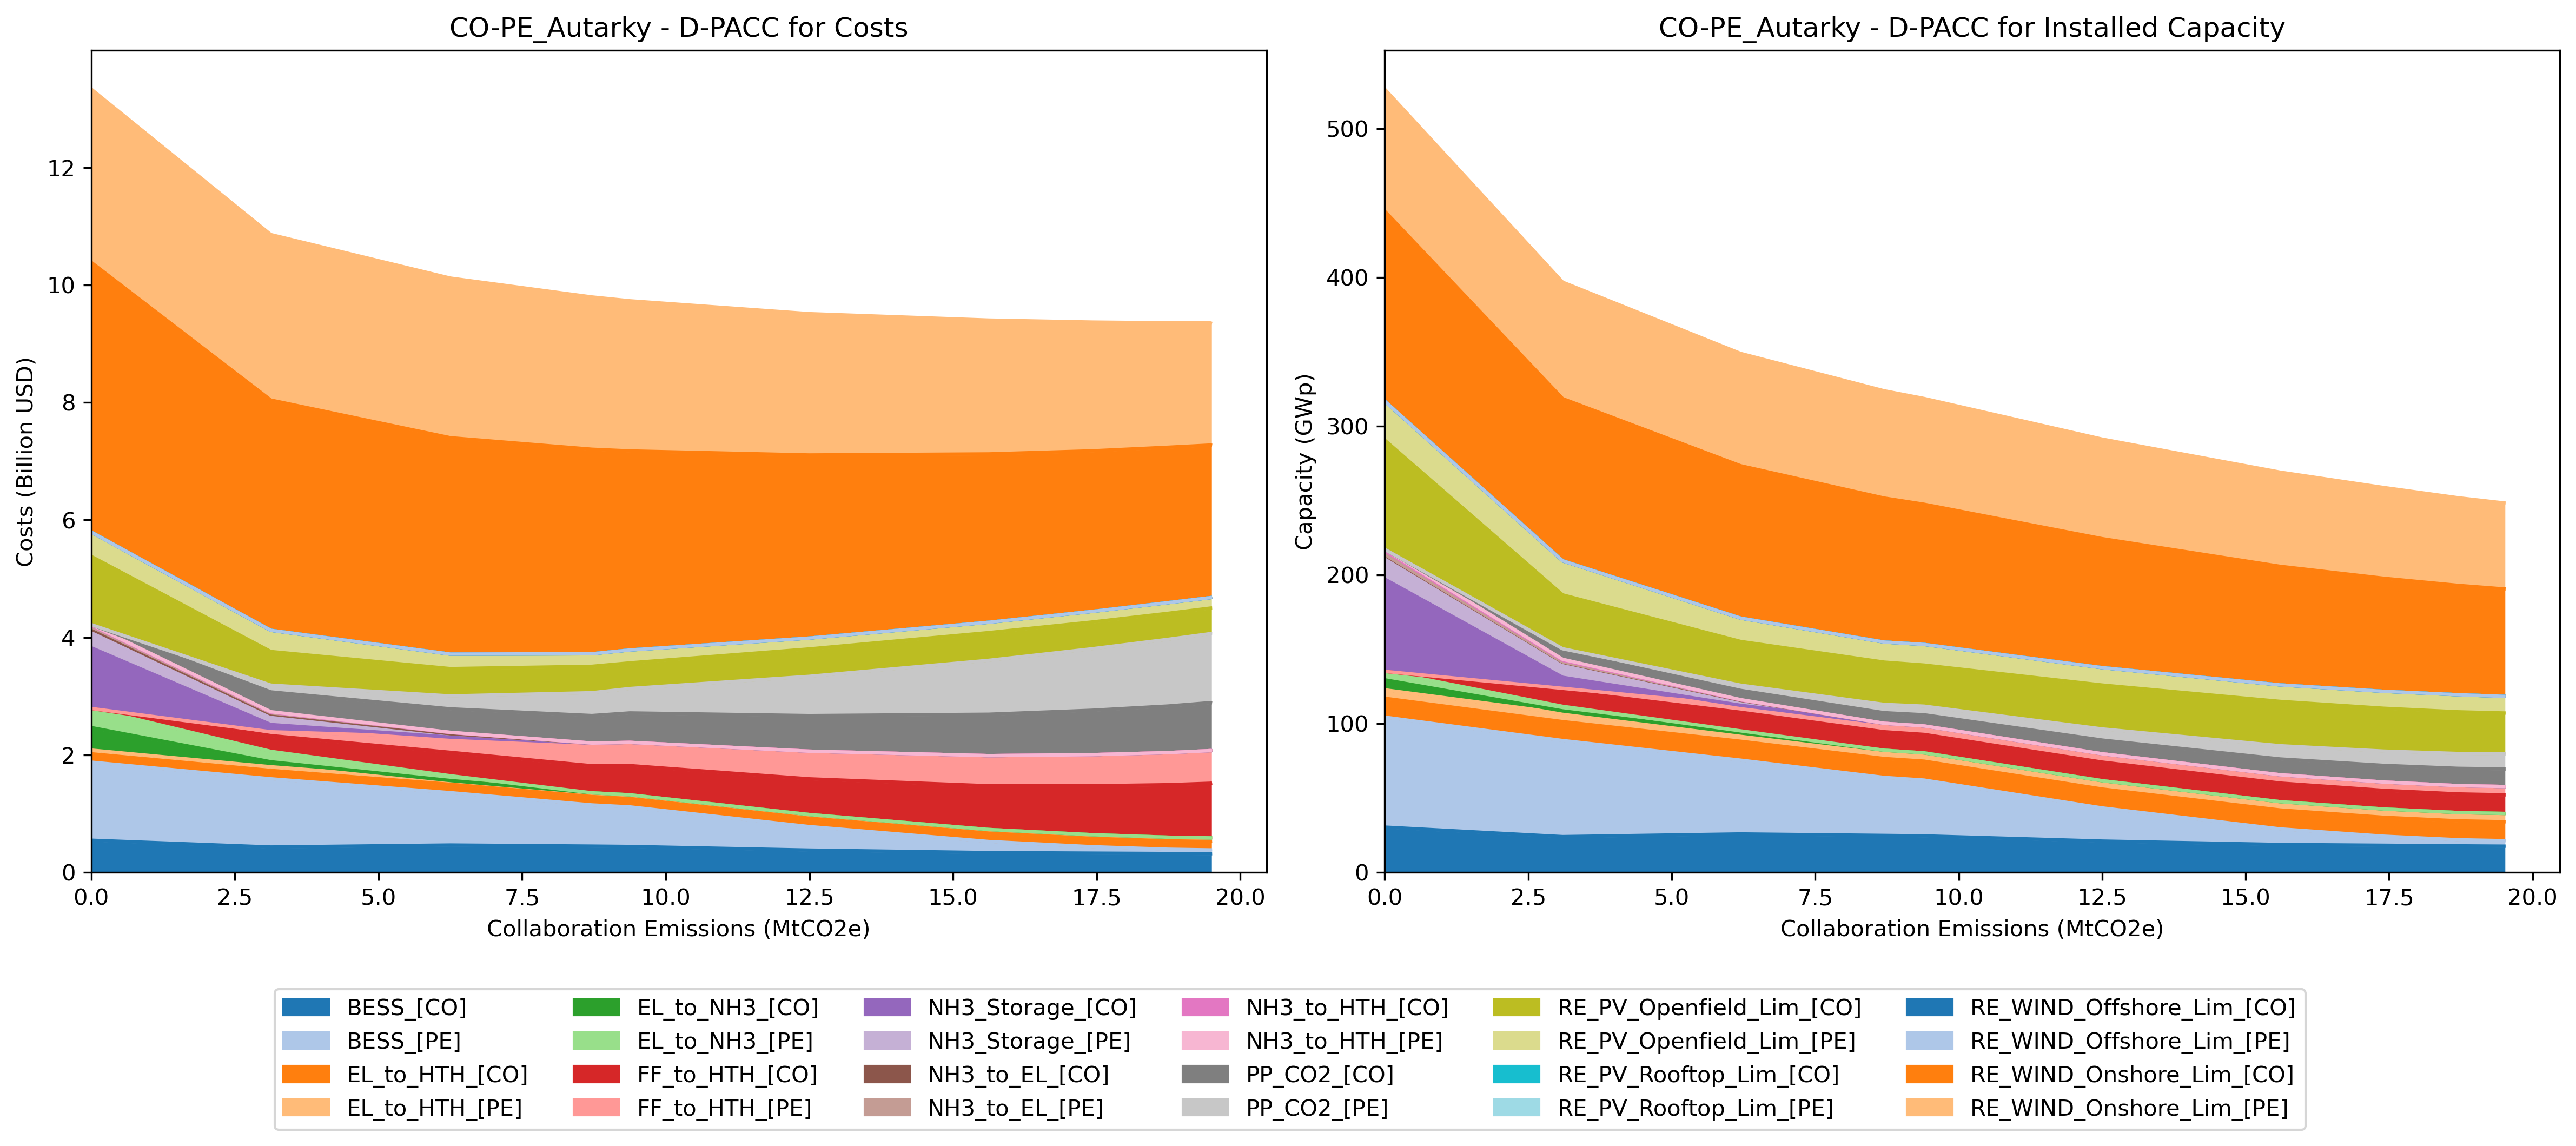 CO-PE_Autarky - D-PACC for Costs
Costs (Billion USD)
12
10
8
6
4
2
0
0.0 2.5 5.0 7.5 10.0 12.5 15.0 17.5 20.0
Collaboration Emissions (MtCO2e)
CO-PE_Autarky - D-PACC for Installed Capacity
Capacity (GWp)
500
400
300
200
100
0
0.0 2.5 5.0 7.5 10.0 12.5 15.0 17.5 20.0
Collaboration Emissions (MtCO2e)
BESS_[CO]
BESS_[PE]
EL_to_HTH_[CO]
EL_to_HTH_[PE]
EL_to_NH3_[CO]
EL_to_NH3_[PE]
FF_to_HTH_[CO]
FF_to_HTH_[PE]
NH3_Storage_[CO]
NH3_Storage_[PE]
NH3_to_EL_[CO]
NH3_to_EL_[PE]
NH3_to_HTH_[CO]
NH3_to_HTH_[PE]
PP_CO2_[CO]
PP_CO2_[PE]
RE_PV_Openfield_Lim_[CO]
RE_PV_Openfield_Lim_[PE]
RE_PV_Rooftop_Lim_[CO]
RE_PV_Rooftop_Lim_[PE]
RE_WIND_Offshore_Lim_[CO]
RE_WIND_Offshore_Lim_[PE]
RE_WIND_Onshore_Lim_[CO]
RE_WIND_Onshore_Lim_[PE]